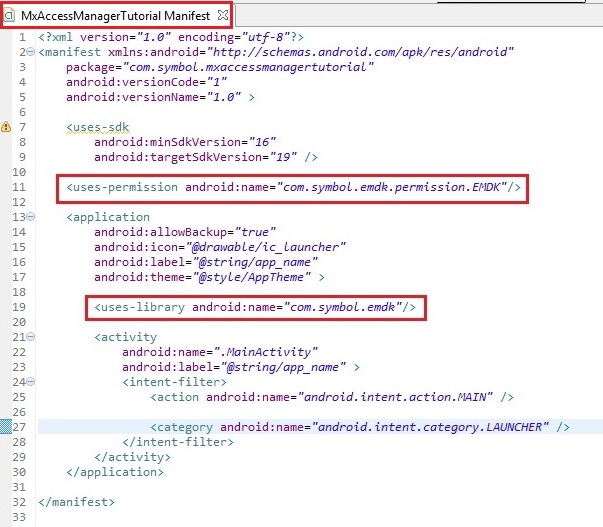 MxAccessManagerTutorial Manifest
1 <?xml version="1.0" encoding="utf-8"?>
2 <manifest xmlns:android="http://schemas.android.com/apk/res/android"
3     package="com.symbol.mxaccessmanagertutorial"
4     android:versionCode="1"
5     android:versionName="1.0" >
6
7     <uses-sdk
8         android:minSdkVersion="16"
9         android:targetSdkVersion="19" />
10
11     <uses-permission android:name="com.symbol.emdk.permission.EMDK"/>
12
13     <application
14         android:allowBackup="true"
15         android:icon="@drawable/ic_launcher"
16         android:label="@string/app_name"
17         android:theme="@style/AppTheme" >
18
19         <uses-library android:name="com.symbol.emdk"/>
20
21         <activity
22             android:name=".MainActivity"
23             android:label="@string/app_name" >
24             <intent-filter>
25                 <action android:name="android.intent.action.MAIN" />
26
27                 <category android:name="android.intent.category.LAUNCHER" />
28             </intent-filter>
29         </activity>
30     </application>
31
32 </manifest>
33